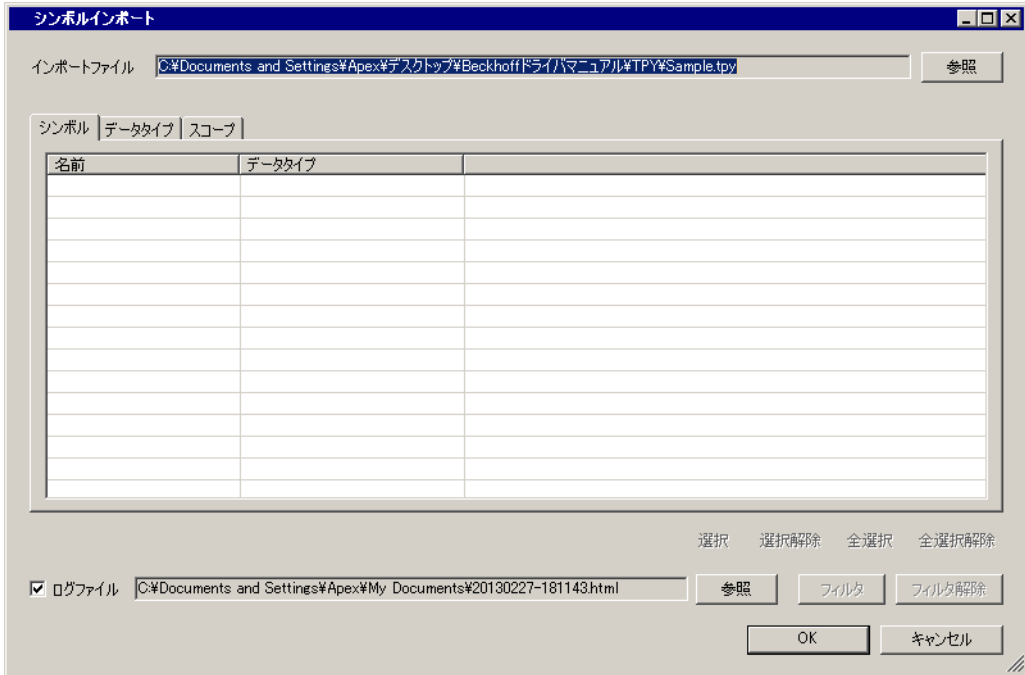 シンボルインポート
インポートファイル C:¥Documents and Settings¥Apex¥デスクトップ¥Beckhoffドライバマニュアル¥TPY¥Sample.tpy 参照
シンボル データタイプ スコープ
名前 データタイプ
選択 選択解除 全選択 全選択解除
ログファイル C:¥Documents and Settings¥Apex¥My Documents¥20130227-181143.html 参照 フィルタ フィルタ解除
OK キャンセル